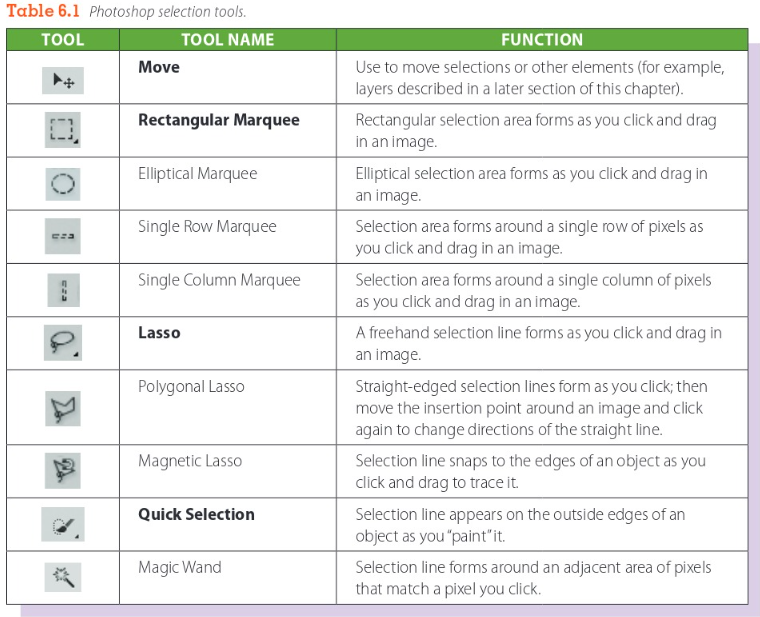 Table 6.1 Photoshop selection tools.
TOOL TOOL NAME FUNCTION
Move Use to move selections or other elements (for example,
layers described in a later section of this chapter).
Rectangular Marquee Rectangular selection area forms as you click and drag
in an image.
Elliptical Marquee Elliptical selection area forms as you click and drag in
an image.
Single Row Marquee Selection area forms around a single row of pixels as
you click and drag in an image.
Single Column Marquee Selection area forms around a single column of pixels
as you click and drag in an image.
Lasso A freehand selection line forms as you click and drag in
an image.
Polygonal Lasso Straight-edged selection lines form as you click; then
move the insertion point around an image and click
again to change directions of the straight line.
Magnetic Lasso Selection line snaps to the edges of an object as you
click and drag to trace it.
Quick Selection Selection line appears on the outside edges of an
object as you “paint” it.
Magic Wand Selection line forms around an adjacent area of pixels
that match a pixel you click.